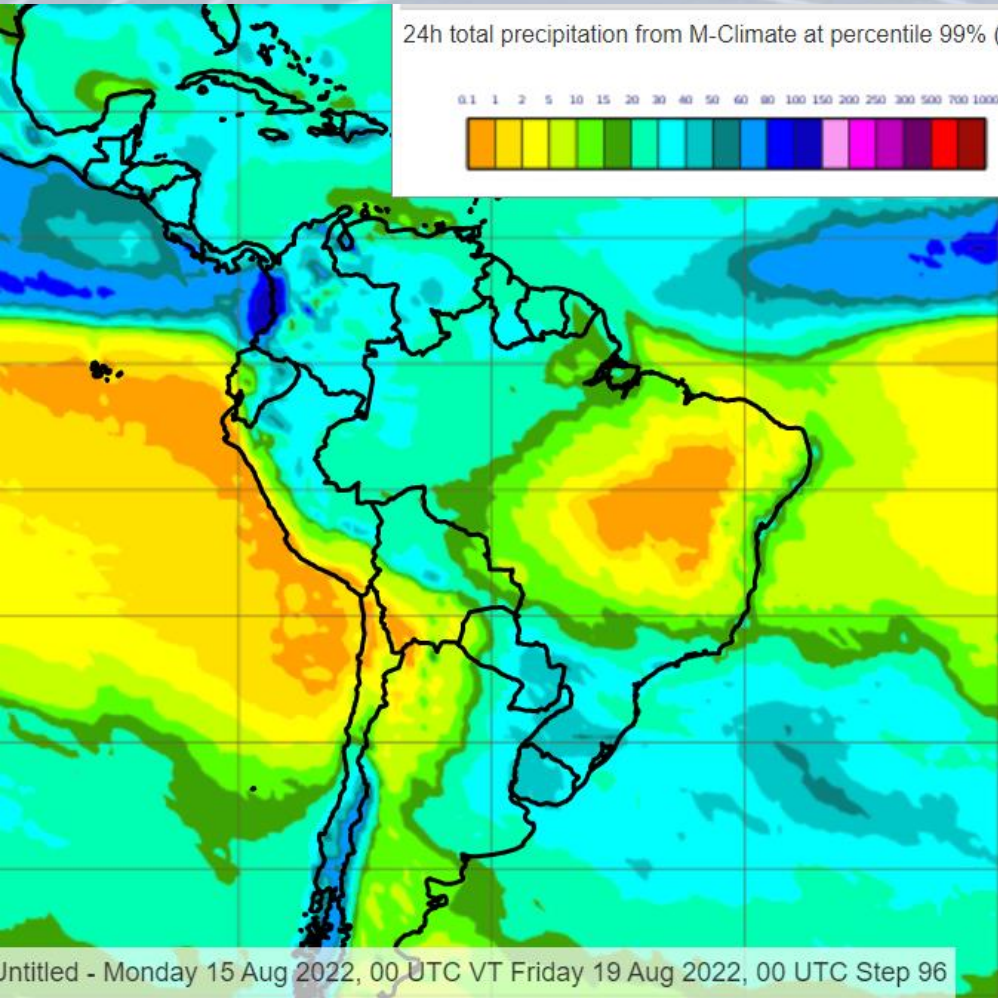 24h total precipitation from M-Climate at percentile 99% (
0.1 1 2 5 10 15 20 30 40 50 60 80 100 150 200 250 300 500 700 1000
Untitled - Monday 15 Aug 2022, 00 UTC VT Friday 19 Aug 2022, 00 UTC Step 96